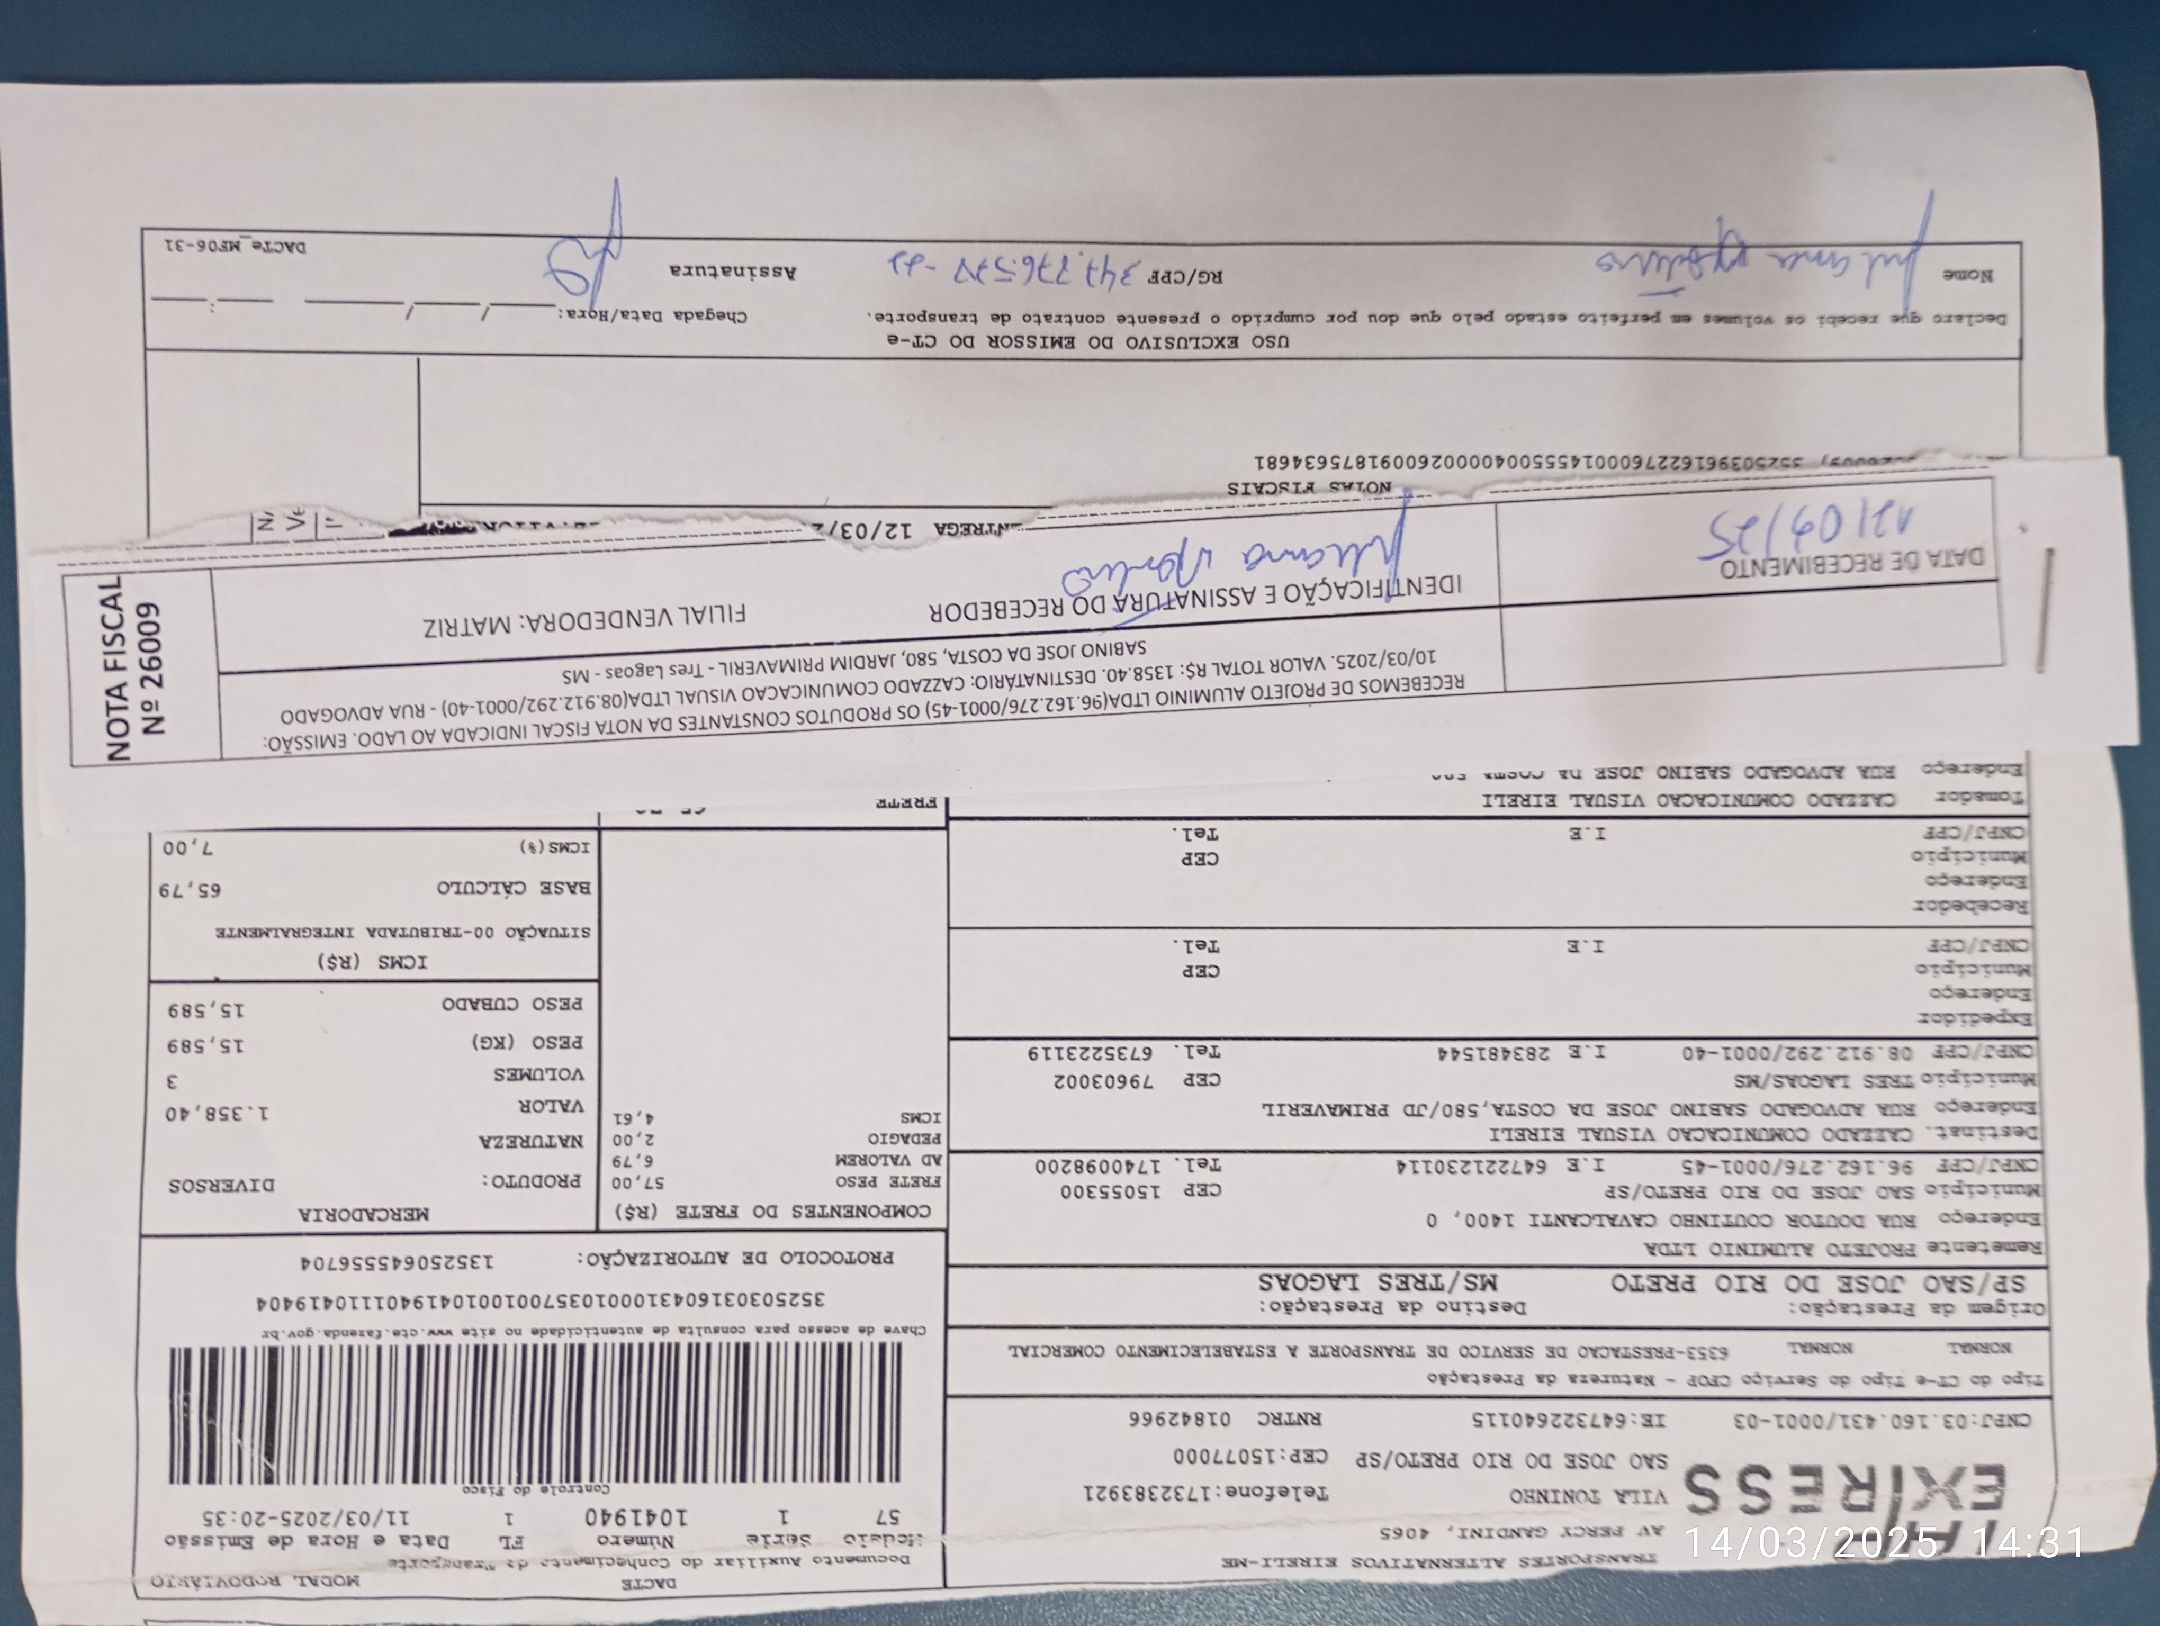 DACTE MODAL RODOVIÁRIO
Documento Auxiliar do Conhecimento de Transporte
Modelo Série Número FL Data e Hora de Emissão
57 1 1041940 1 11/03/2025-20:35
Controle do Fisco
Chave de acesso para consulta de autenticidade no site www.cte.fazenda.gov.br
35250303160431000103570010010419401110419404
PROTOCOLO DE AUTORIZAÇÃO: 135250645556704
TRANSPORTES ALTERNATIVOS EIRELI-ME
AV PERCY GANDINI, 4065
VILA TONINHO Telefone:1732383921
SAO JOSE DO RIO PRETO/SP CEP:15077000
EXPRESS
CNPJ:03.160.431/0001-03 IE:647322640115 RNTRC 01842966
Tipo do CT-e Tipo do Serviço CFOP - Natureza da Prestação
NORMAL NORMAL 6353-PRESTACAO DE SERVICO DE TRANSPORTE A ESTABELECIMENTO COMERCIAL
Origem da Prestação: Destino da Prestação:
SP/SAO JOSE DO RIO PRETO MS/TRES LAGOAS
Remetente PROJETO ALUMINIO LTDA
Endereço RUA DOUTOR COUTINHO CAVALCANTI 1400, 0
Município SAO JOSE DO RIO PRETO/SP CEP 15055300
CNPJ/CPF 96.162.276/0001-45 I.E 647221230114 Tel. 1740098200
Destinat. CAZZADO COMUNICACAO VISUAL EIRELI
Endereço RUA ADVOGADO SABINO JOSE DA COSTA,580/JD PRIMAVERIL
Município TRES LAGOAS/MS CEP 79603002
CNPJ/CPF 08.912.292/0001-40 I.E 283481544 Tel. 6735223119
Expedidor
Endereço
Município CEP
CNPJ/CPF I.E Tel.
Recebedor
Endereço
Município CEP
CNPJ/CPF I.E Tel.
Tomador CAZZADO COMUNICACAO VISUAL EIRELI
Endereço RUA ADVOGADO SABINO JOSE DA COSTA
COMPONENTES DO FRETE (R$)
FRETE PESO 57,00
AD VALOREM 6,79
PEDAGIO 2,00
ICMS 4,61
FRETE
MERCADORIA
PRODUTO: DIVERSOS
NATUREZA
VALOR 1.358,40
VOLUMES 3
PESO (KG) 15,589
PESO CUBADO 15,589
ICMS (R$)
SITUAÇÃO 00-TRIBUTADA INTEGRALMENTE
BASE CÁLCULO 65,79
ICMS(%) 7,00
RECEBEMOS DE PROJETO ALUMINIO LTDA(96.162.276/0001-45) OS PRODUTOS CONSTANTES DA NOTA FISCAL INDICADA AO LADO. EMISSÃO:
10/03/2025. VALOR TOTAL R$: 1358.40. DESTINATÁRIO: CAZZADO COMUNICACAO VISUAL LTDA(08.912.292/0001-40) - RUA ADVOGADO
SABINO JOSE DA COSTA, 580, JARDIM PRIMAVERIL - Tres Lagoas - MS
NOTA FISCAL
Nº 26009
DATA DE RECEBIMENTO
IDENTIFICAÇÃO E ASSINATURA DO RECEBEDOR
FILIAL VENDEDORA: MATRIZ
Juliana
ENTREGA 12/03/2
NOTAS FISCAIS
USO EXCLUSIVO DO EMISSOR DO CT-e
Declaro que recebi os volumes em perfeito estado pelo que dou por cumprido o presente contrato de transporte.
Chegada Data/Hora: ___/___/___ __:__
Nome Juliana RG/CPF Assinatura
DACTe_MF06-31
14/03/2025 14:31